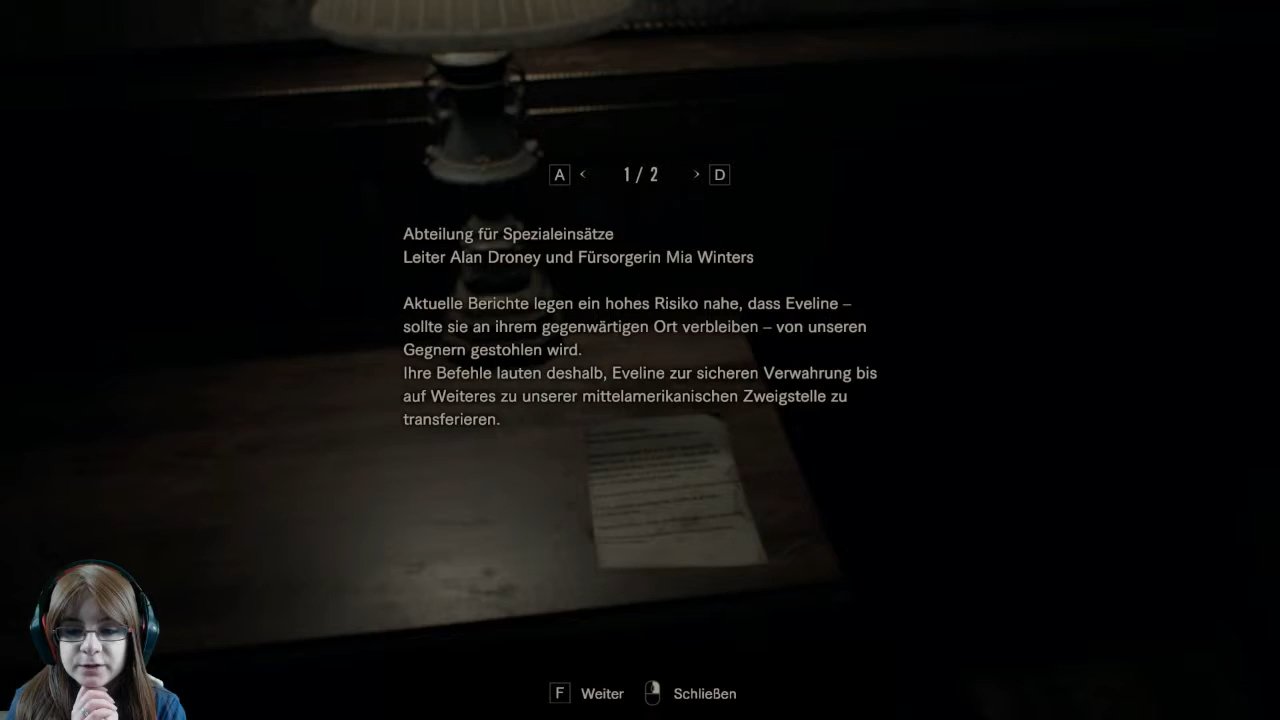 A < 1 / 2 > D
Abteilung für Spezialeinsätze
Leiter Alan Droney und Fürsorgerin Mia Winters
Aktuelle Berichte legen ein hohes Risiko nahe, dass Eveline –
sollte sie an ihrem gegenwärtigen Ort verbleiben – von unseren
Gegnern gestohlen wird.
Ihre Befehle lauten deshalb, Eveline zur sicheren Verwahrung bis
auf Weiteres zu unserer mittelamerikanischen Zweigstelle zu
transferieren.
F Weiter Schließen